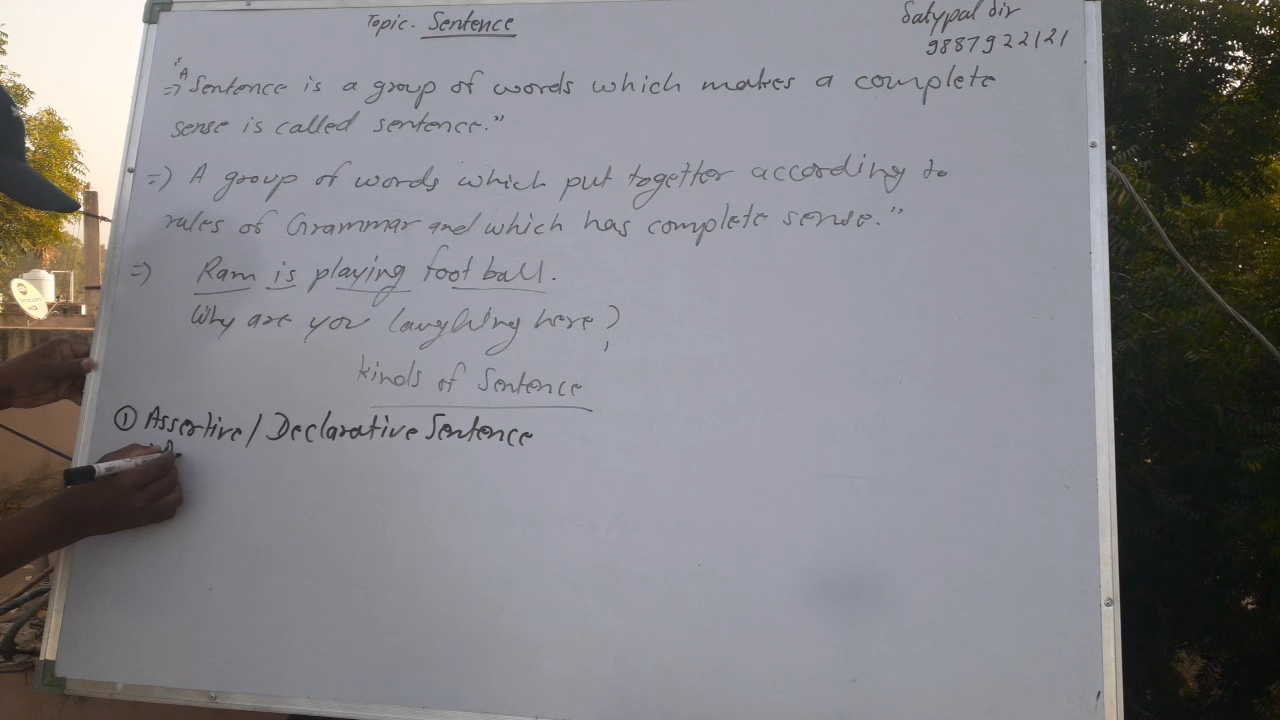 Topic- Sentence
Satypal Sir
9887922121
"A
=> Sentence is a group of words which makes a complete
sense is called sentence."
=> A group of words which put togetter according to
rules of Grammar and which has complete sense."
=> Ram is playing foot ball.
Why are you laughing here?
kinds of Sentence
① Assertive/Declarative Sentence